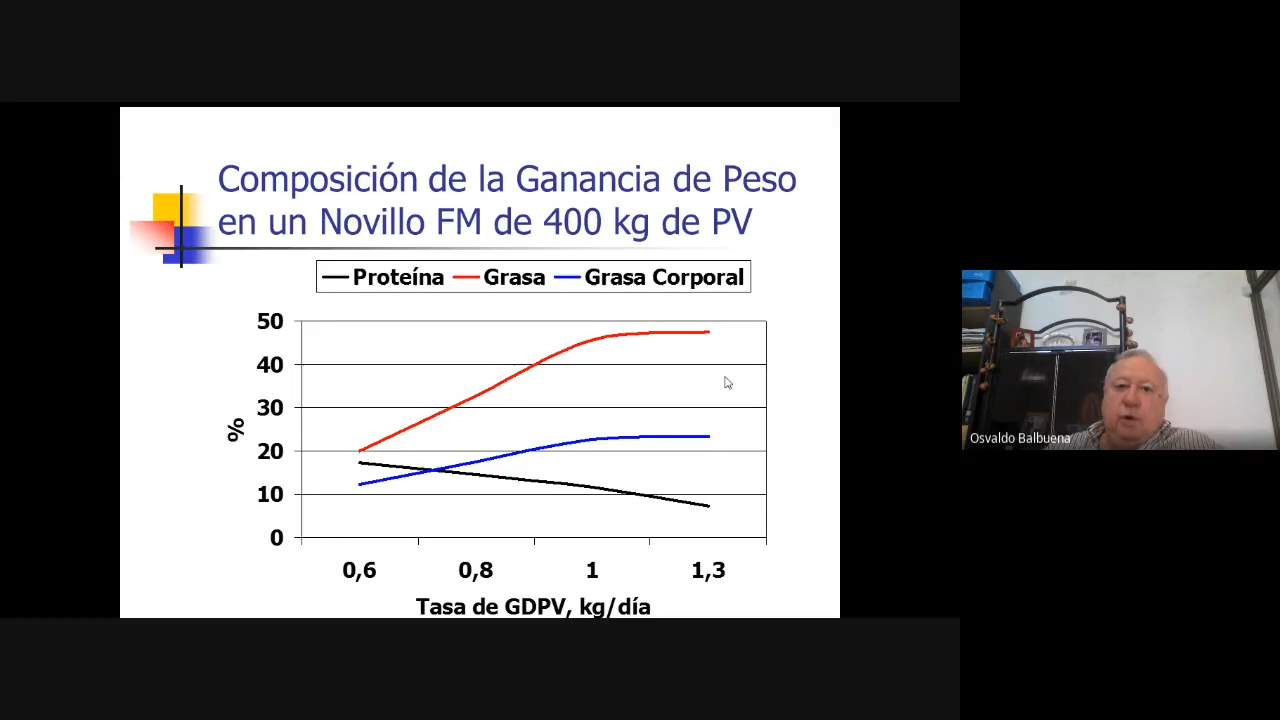 Composición de la Ganancia de Peso
en un Novillo FM de 400 kg de PV
Proteína Grasa Grasa Corporal
50
40
30
20
10
0
%
0,6 0,8 1 1,3
Tasa de GDPV, kg/día
Osvaldo Balbuena